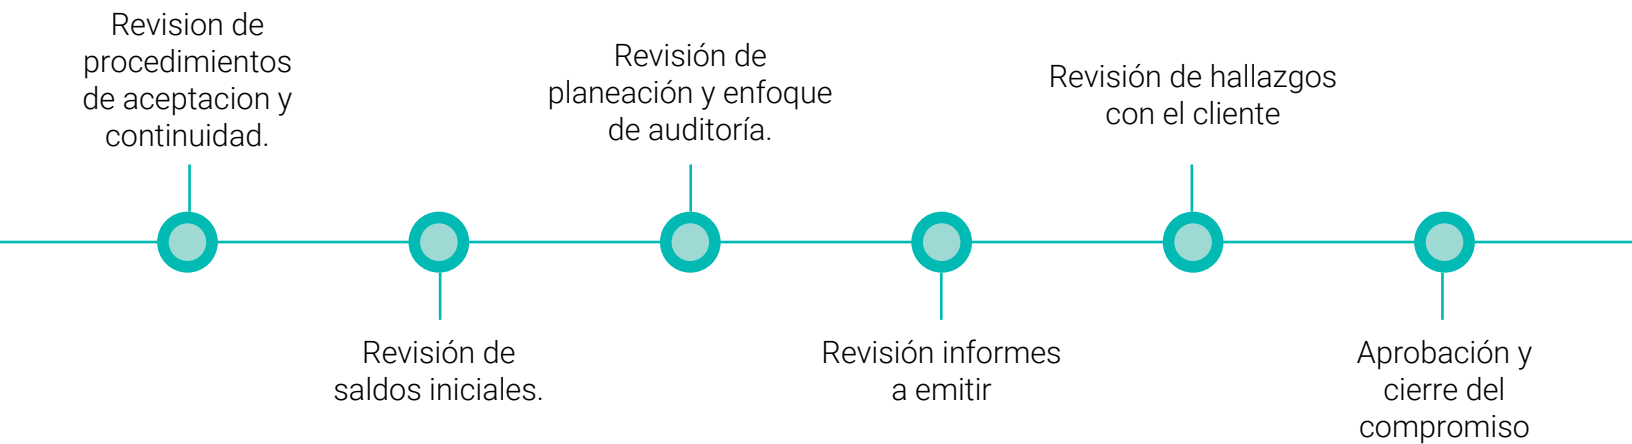 Revision de
procedimientos
de aceptacion y
continuidad.
Revisión de
saldos iniciales.
Revisión de
planeación y enfoque
de auditoría.
Revisión informes
a emitir
Revisión de hallazgos
con el cliente
Aprobación y
cierre del
compromiso